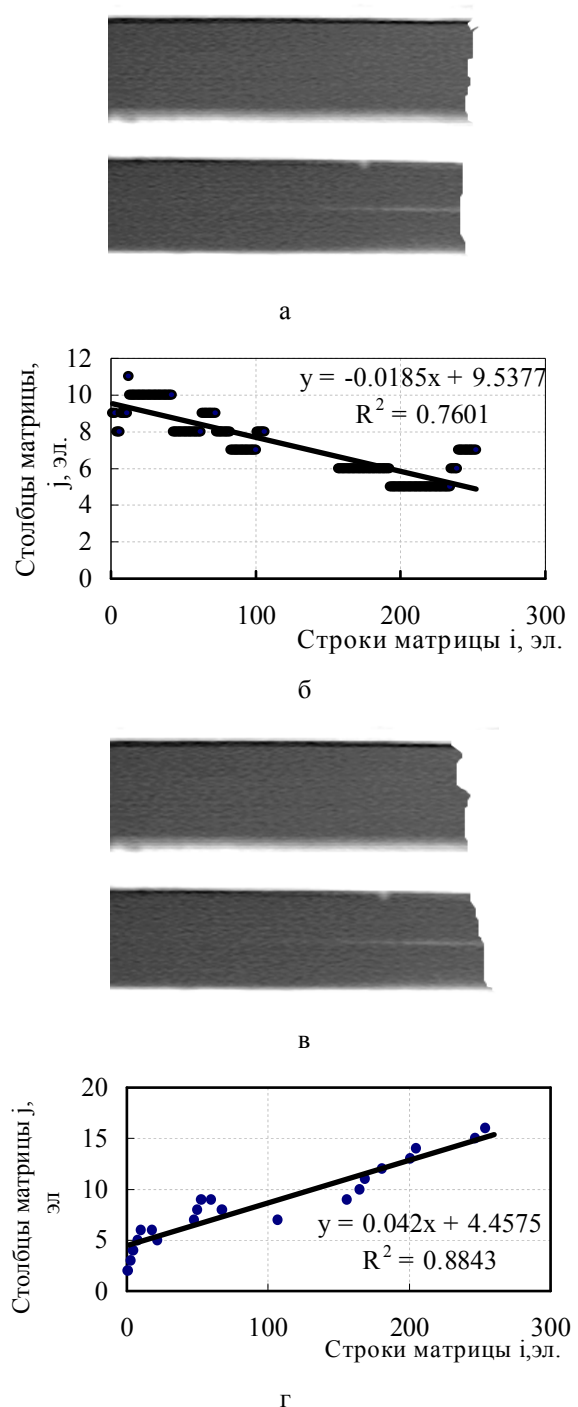 а
Столбцы матрицы,
j, эл.
12
10
8
6
4
2
0
y = -0.0185x + 9.5377
R² = 0.7601
0 100 200 300
Строки матрицы i, эл.
б
в
Столбцы матрицы j,
эл
20
15
10
5
0
y = 0.042x + 4.4575
R² = 0.8843
0 100 200 300
Строки матрицы i,эл.
г